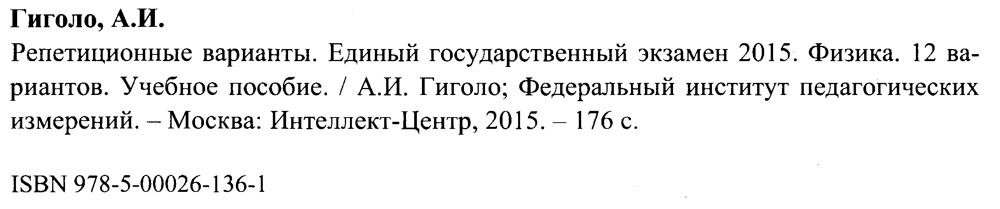 Гиголо, А.И.
Репетиционные варианты. Единый государственный экзамен 2015. Физика. 12 ва-
риантов. Учебное пособие. / А.И. Гиголо; Федеральный институт педагогических
измерений. – Москва: Интеллект-Центр, 2015. – 176 с.
ISBN 978-5-00026-136-1